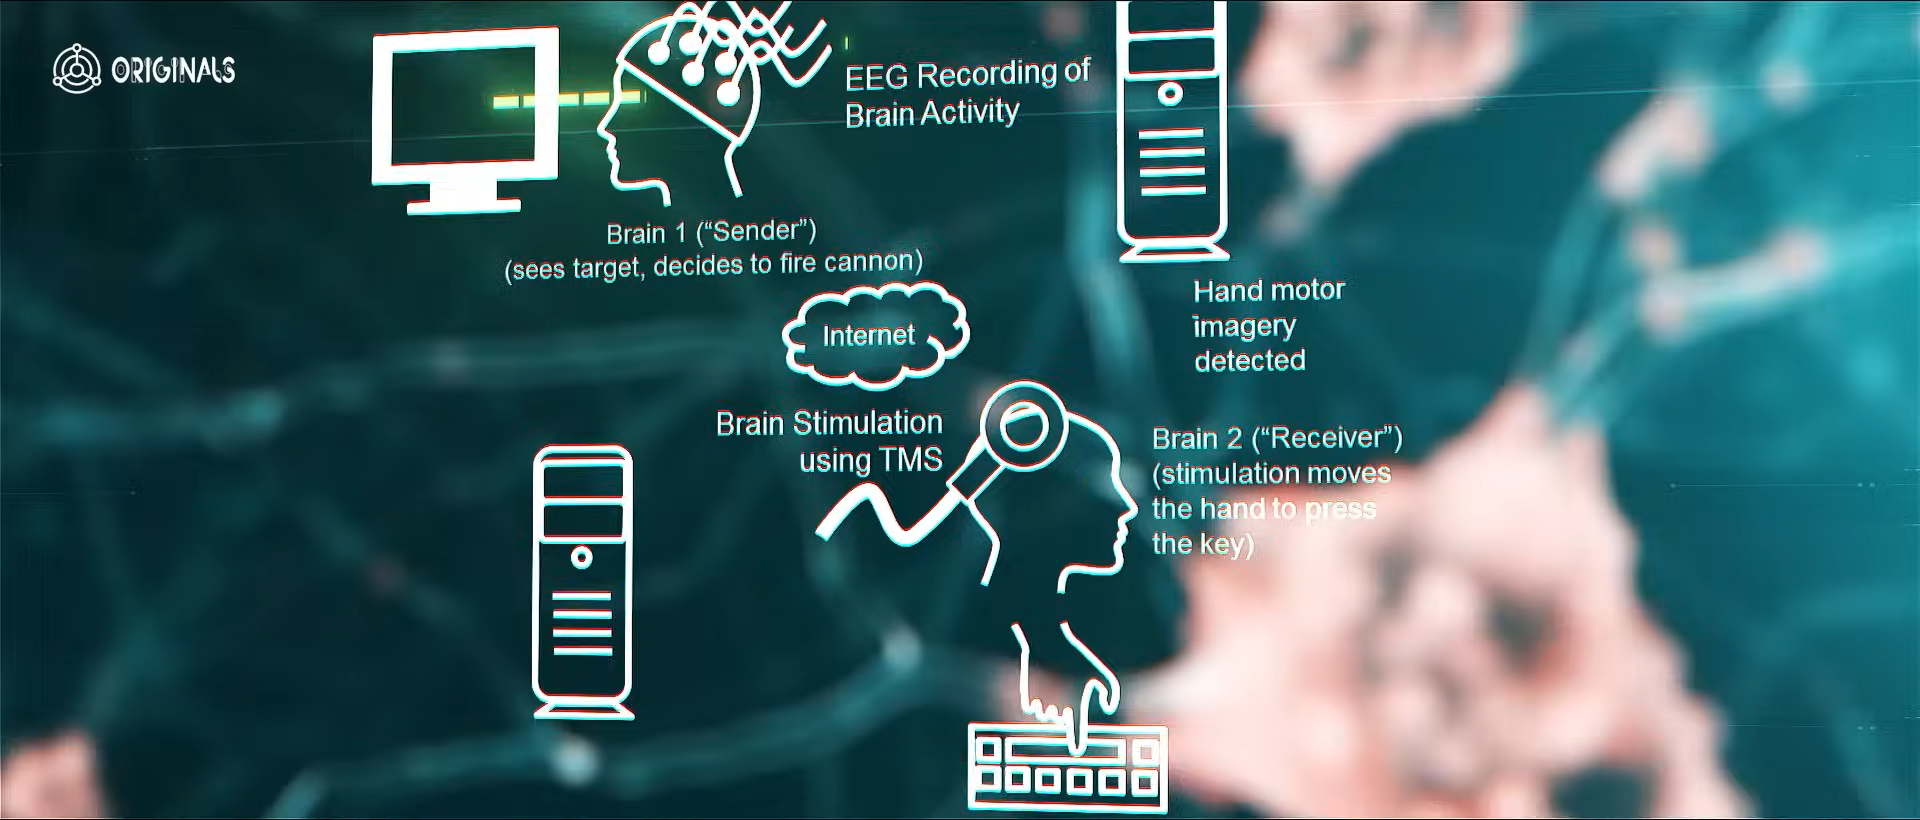 ORIGINALS
EEG Recording of
Brain Activity
Brain 1 (“Sender”)
(sees target, decides to fire cannon)
Internet
Hand motor
imagery
detected
Brain Stimulation
using TMS
Brain 2 (“Receiver”)
(stimulation moves
the hand to press
the key)